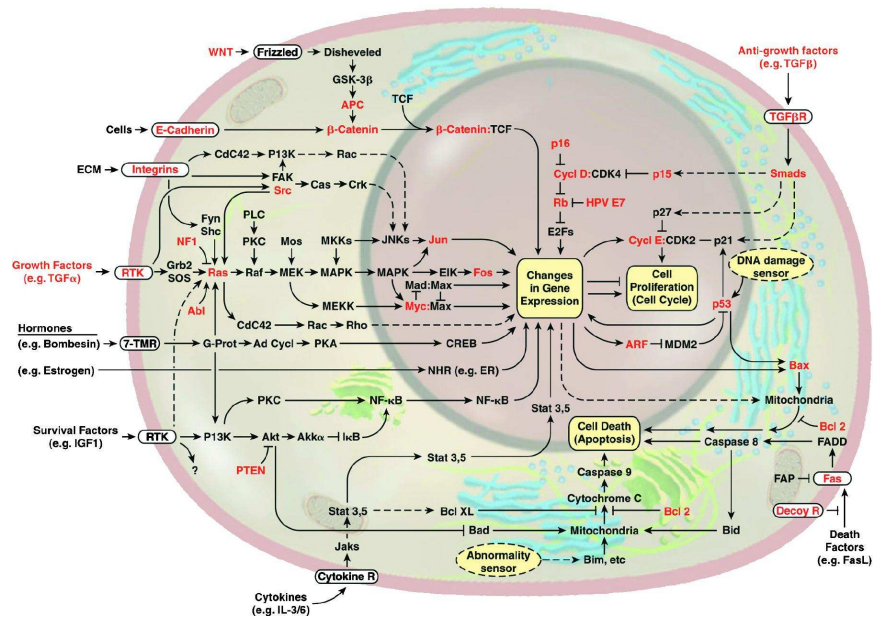 WNT
Frizzled
Disheveled
GSK-3β
APC
TCF
Cells
E-Cadherin
β-Catenin
β-Catenin:TCF
Anti-growth factors
(e.g. TGFβ)
TGFβR
Smads
ECM
Integrins
CdC42
P13K
Rac
FAK
Src
Cas
Crk
p16
Cycl D:CDK4
p15
Rb
HPV E7
E2Fs
p27
Cycl E:CDK2
p21
DNA damage
sensor
Fyn
Shc
PLC
NF1
PKC
Mos
MKKs
JNKs
Jun
Growth Factors
(e.g. TGFα)
RTK
Grb2
SOS
Ras
Raf
MEK
MAPK
MAPK
ElK
Fos
Abl
MEKK
Mad:Max
Myc:Max
Changes
in Gene
Expression
Cell
Proliferation
(Cell Cycle)
p53
CdC42
Rac
Rho
Hormones
(e.g. Bombesin)
7-TMR
G-Prot
Ad Cycl
PKA
CREB
ARF
MDM2
(e.g. Estrogen)
NHR (e.g. ER)
Bax
PKC
NF-κB
NF-κB
Stat 3,5
Mitochondria
Survival Factors
(e.g. IGF1)
RTK
P13K
Akt
Akkα
IκB
Cell Death
(Apoptosis)
Caspase 8
Bcl 2
FADD
?
PTEN
Stat 3,5
Caspase 9
FAP
Fas
Cytochrome C
Stat 3,5
Bcl XL
Bcl 2
Decoy R
Bad
Mitochondria
Bid
Death
Factors
(e.g. FasL)
Jaks
Abnormality
sensor
Bim, etc
Cytokine R
Cytokines
(e.g. IL-3/6)